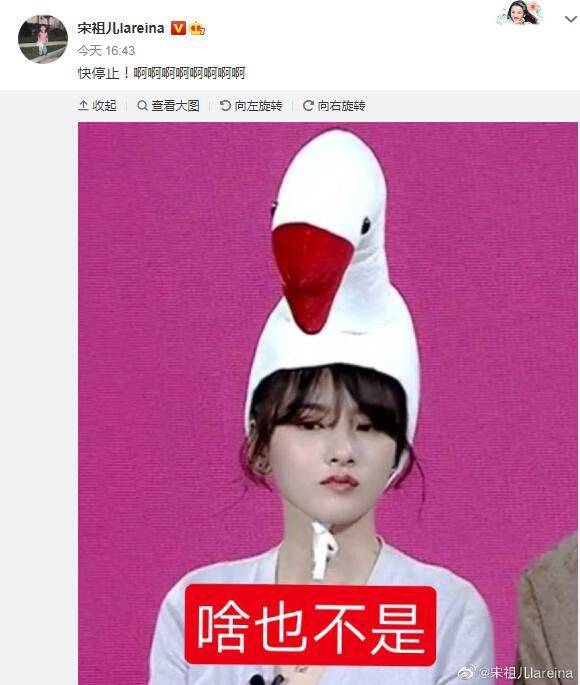 宋祖儿lareina
今天 16:43
快停止！啊啊啊啊啊啊啊啊
收起 查看大图 向左旋转 向右旋转
啥也不是
@宋祖儿lareina